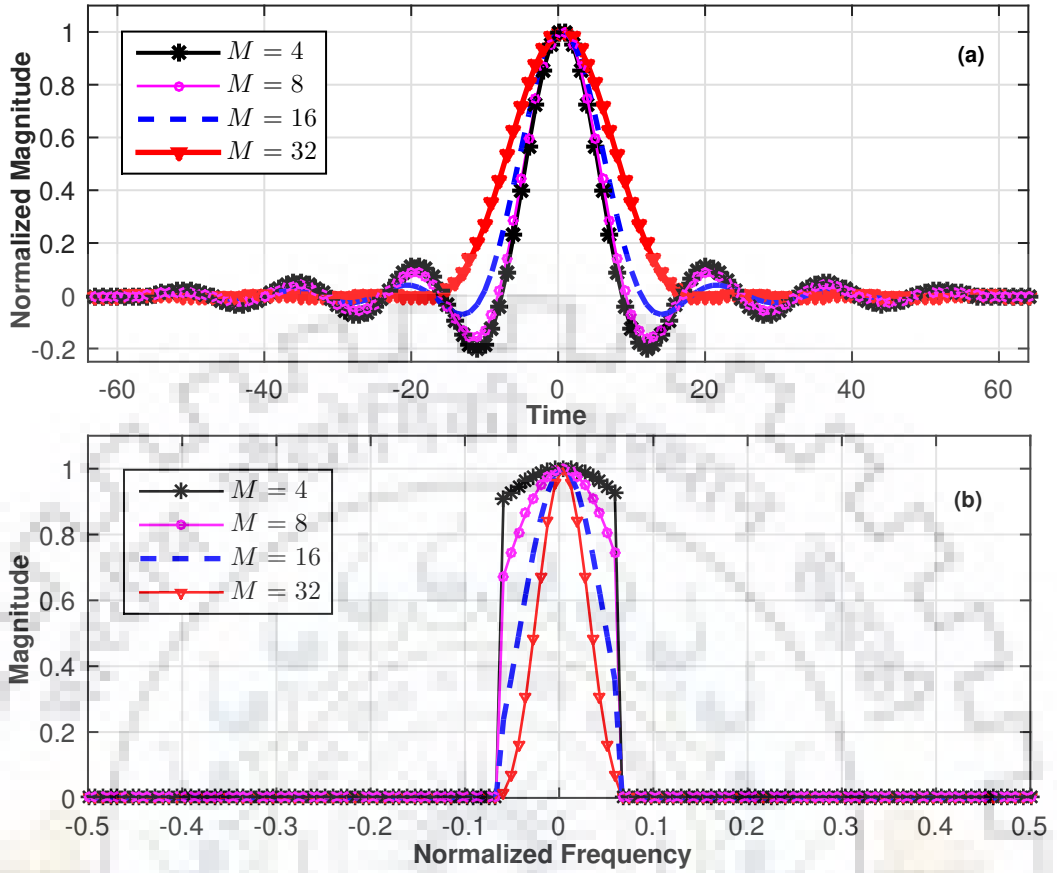 (a)
M = 4
M = 8
M = 16
M = 32
Normalized Magnitude
1
0.8
0.6
0.4
0.2
0
-0.2
-60 -40 -20 0 20 40 60
Time
(b)
M = 4
M = 8
M = 16
M = 32
Magnitude
1
0.8
0.6
0.4
0.2
0
-0.5 -0.4 -0.3 -0.2 -0.1 0 0.1 0.2 0.3 0.4 0.5
Normalized Frequency